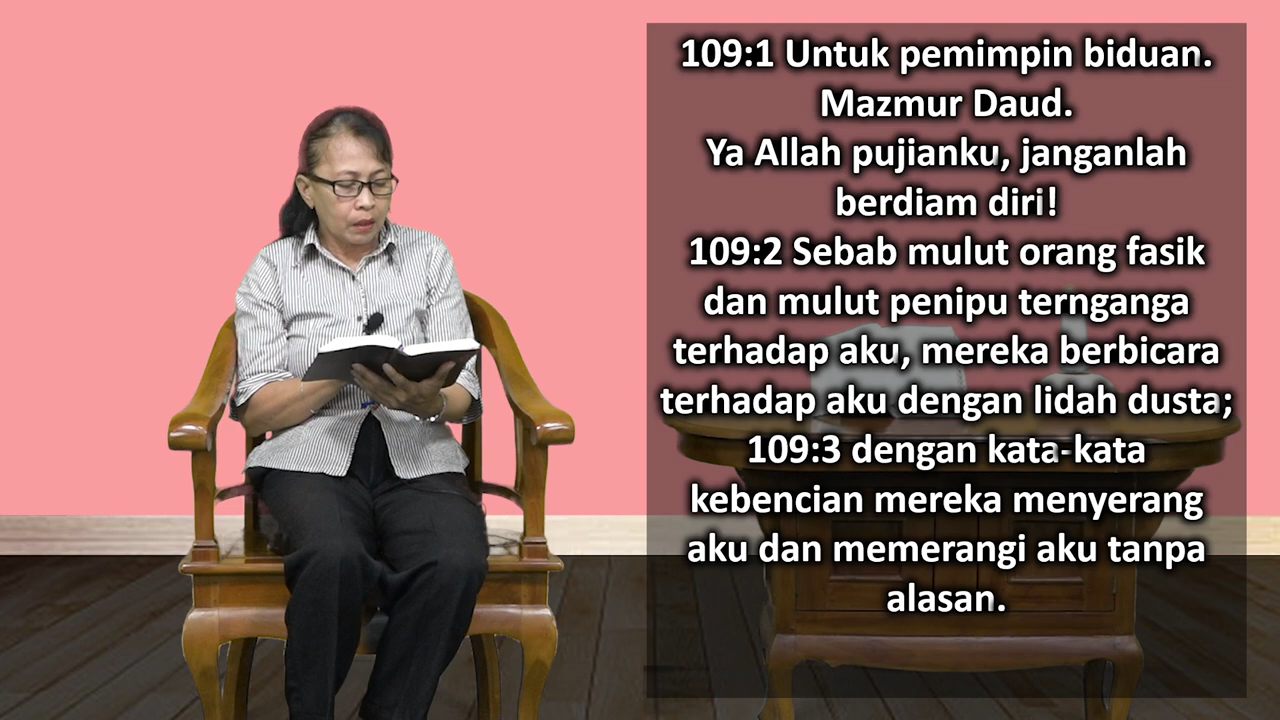 109:1 Untuk pemimpin biduan.
Mazmur Daud.
Ya Allah pujianku, janganlah
berdiam diri!
109:2 Sebab mulut orang fasik
dan mulut penipu ternganga
terhadap aku, mereka berbicara
terhadap aku dengan lidah dusta;
109:3 dengan kata-kata
kebencian mereka menyerang
aku dan memerangi aku tanpa
alasan.